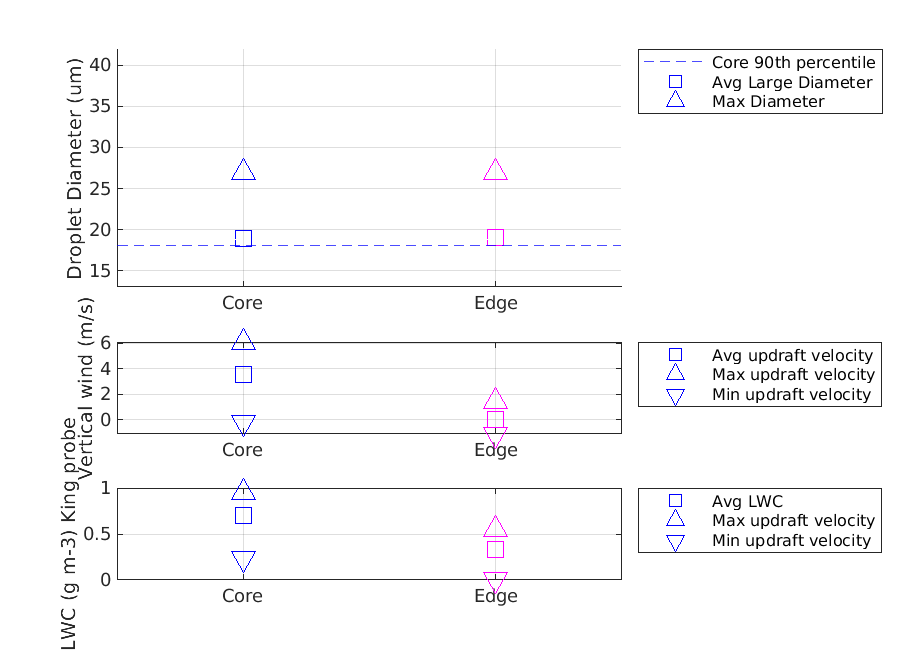 Droplet Diameter (um)
40
35
30
25
20
15
Core
Edge
Core 90th percentile
Avg Large Diameter
Max Diameter
Vertical wind (m/s)
6
4
2
0
Core
Edge
Avg updraft velocity
Max updraft velocity
Min updraft velocity
LWC (g m-3) King probe
1
0.5
0
Core
Edge
Avg LWC
Max updraft velocity
Min updraft velocity